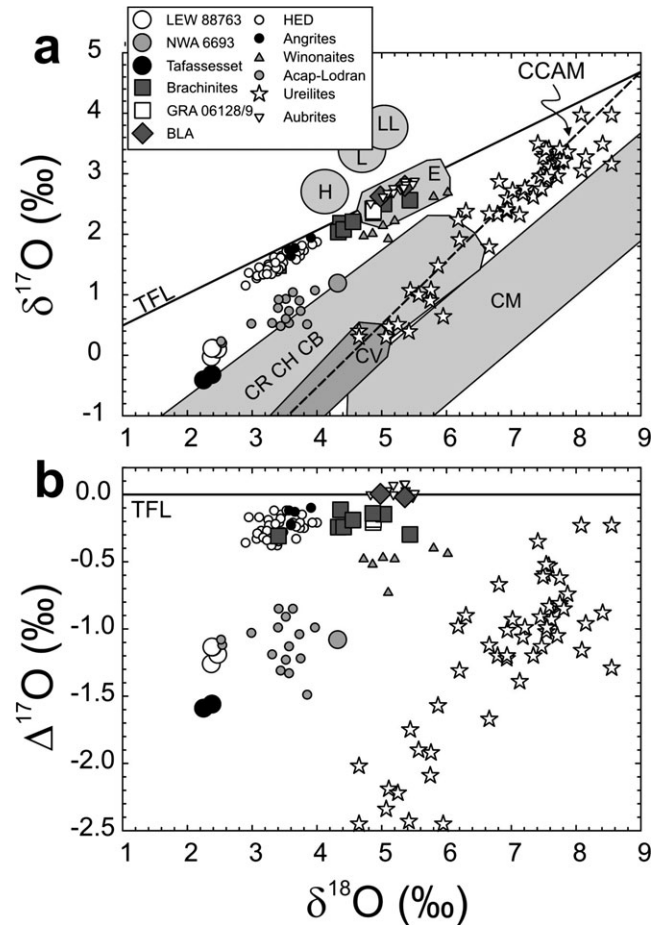 a
LEW 88763
NWA 6693
Tafassesset
Brachinites
GRA 06128/9
BLA
HED
Angrites
Winonaites
Acap-Lodran
Ureilites
Aubrites
5
4
3
2
1
0
-1
δ17O (‰)
CCAM
LL
L
H
E
TFL
CR CH CB
CV
CM
1 2 3 4 5 6 7 8 9
b
0.0
-0.5
-1.0
-1.5
-2.0
-2.5
Δ17O (‰)
TFL
1 2 3 4 5 6 7 8 9
δ18O (‰)